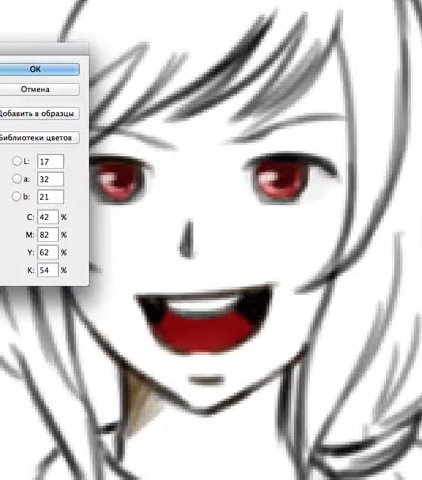 OK
Отмена
Добавить в образцы
Библиотеки цветов
L: 17
a: 32
b: 21
C: 42 %
M: 82 %
Y: 62 %
K: 54 %